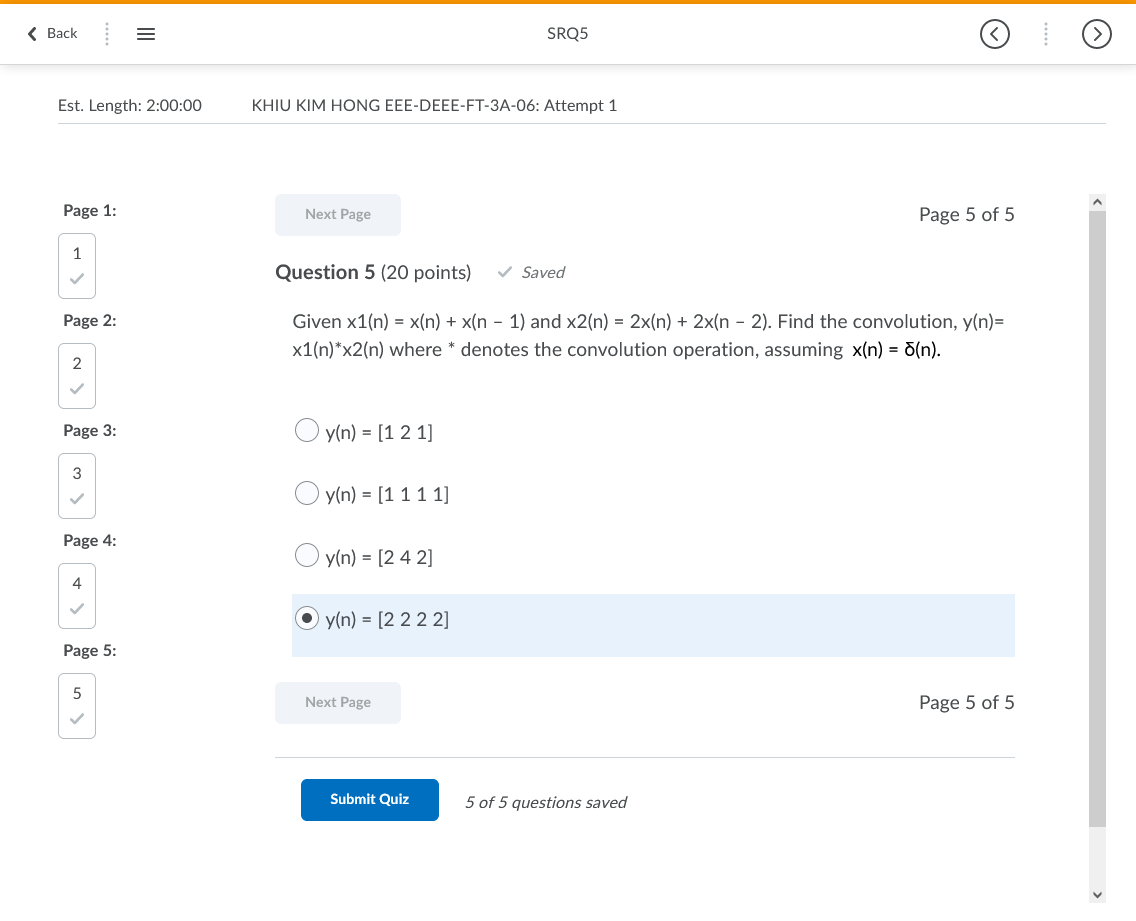 Back
SRQ5
Est. Length: 2:00:00 KHIU KIM HONG EEE-DEEE-FT-3A-06: Attempt 1
Page 1:
1
Page 2:
2
Page 3:
3
Page 4:
4
Page 5:
5
Next Page
Page 5 of 5
Question 5 (20 points) Saved
Given x1(n) = x(n) + x(n – 1) and x2(n) = 2x(n) + 2x(n – 2). Find the convolution, y(n)=
x1(n)*x2(n) where * denotes the convolution operation, assuming x(n) = δ(n).
y(n) = [1 2 1]
y(n) = [1 1 1 1]
y(n) = [2 4 2]
y(n) = [2 2 2 2]
Next Page
Page 5 of 5
Submit Quiz
5 of 5 questions saved